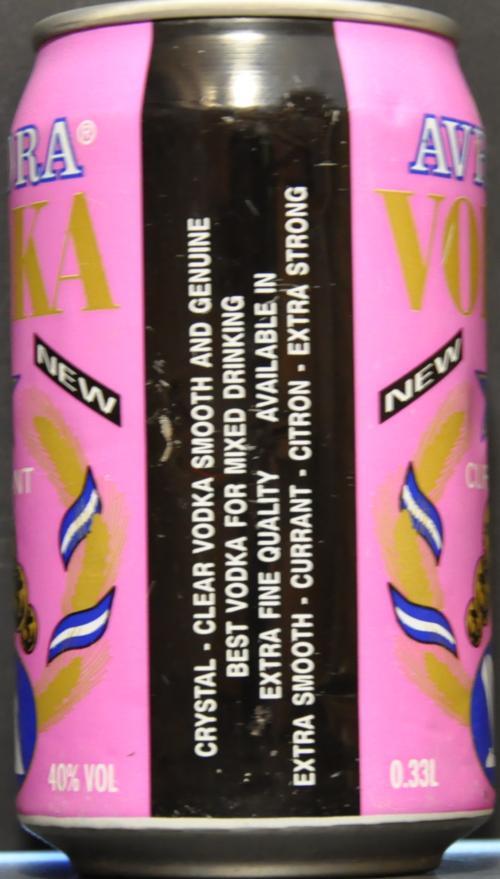 CRYSTAL - CLEAR VODKA SMOOTH AND GENUINE
BEST VODKA FOR MIXED DRINKING
EXTRA FINE QUALITY AVAILABLE IN
EXTRA SMOOTH - CURRANT - CITRON - EXTRA STRONG
NEW
40% VOL
NEW
0.33L